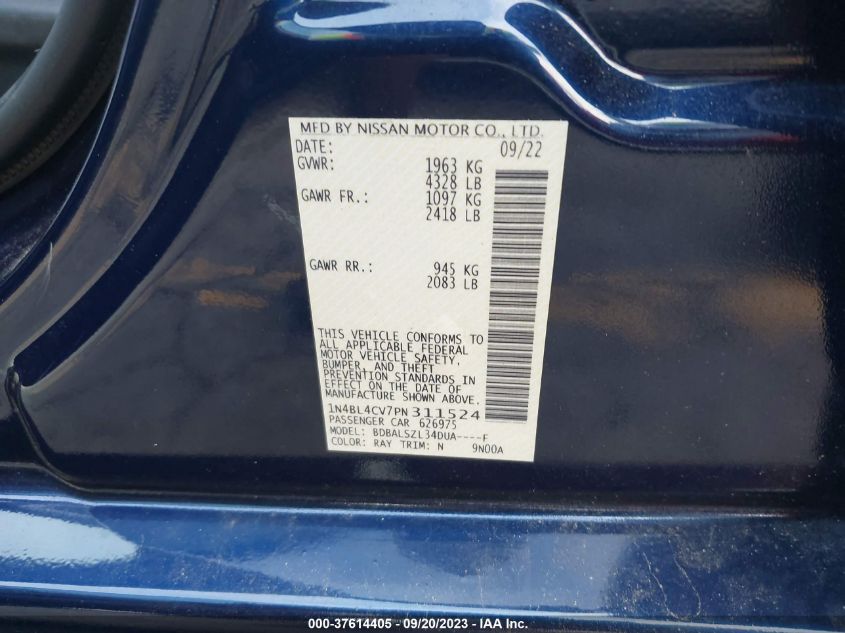 MFD BY NISSAN MOTOR CO., LTD.
DATE: 09/22
GVWR: 1963 KG
4328 LB
GAWR FR.: 1097 KG
2418 LB
GAWR RR.: 945 KG
2083 LB
THIS VEHICLE CONFORMS TO
ALL APPLICABLE FEDERAL
MOTOR VEHICLE SAFETY,
BUMPER, AND THEFT
PREVENTION STANDARDS IN
EFFECT ON THE DATE OF
MANUFACTURE SHOWN ABOVE.
1N4BL4CV7PN311524
PASSENGER CAR 626975
MODEL: BDBALSZL34DUA----F
COLOR: RAY TRIM: N 9N00A
000-37614405 - 09/20/2023 - IAA Inc.